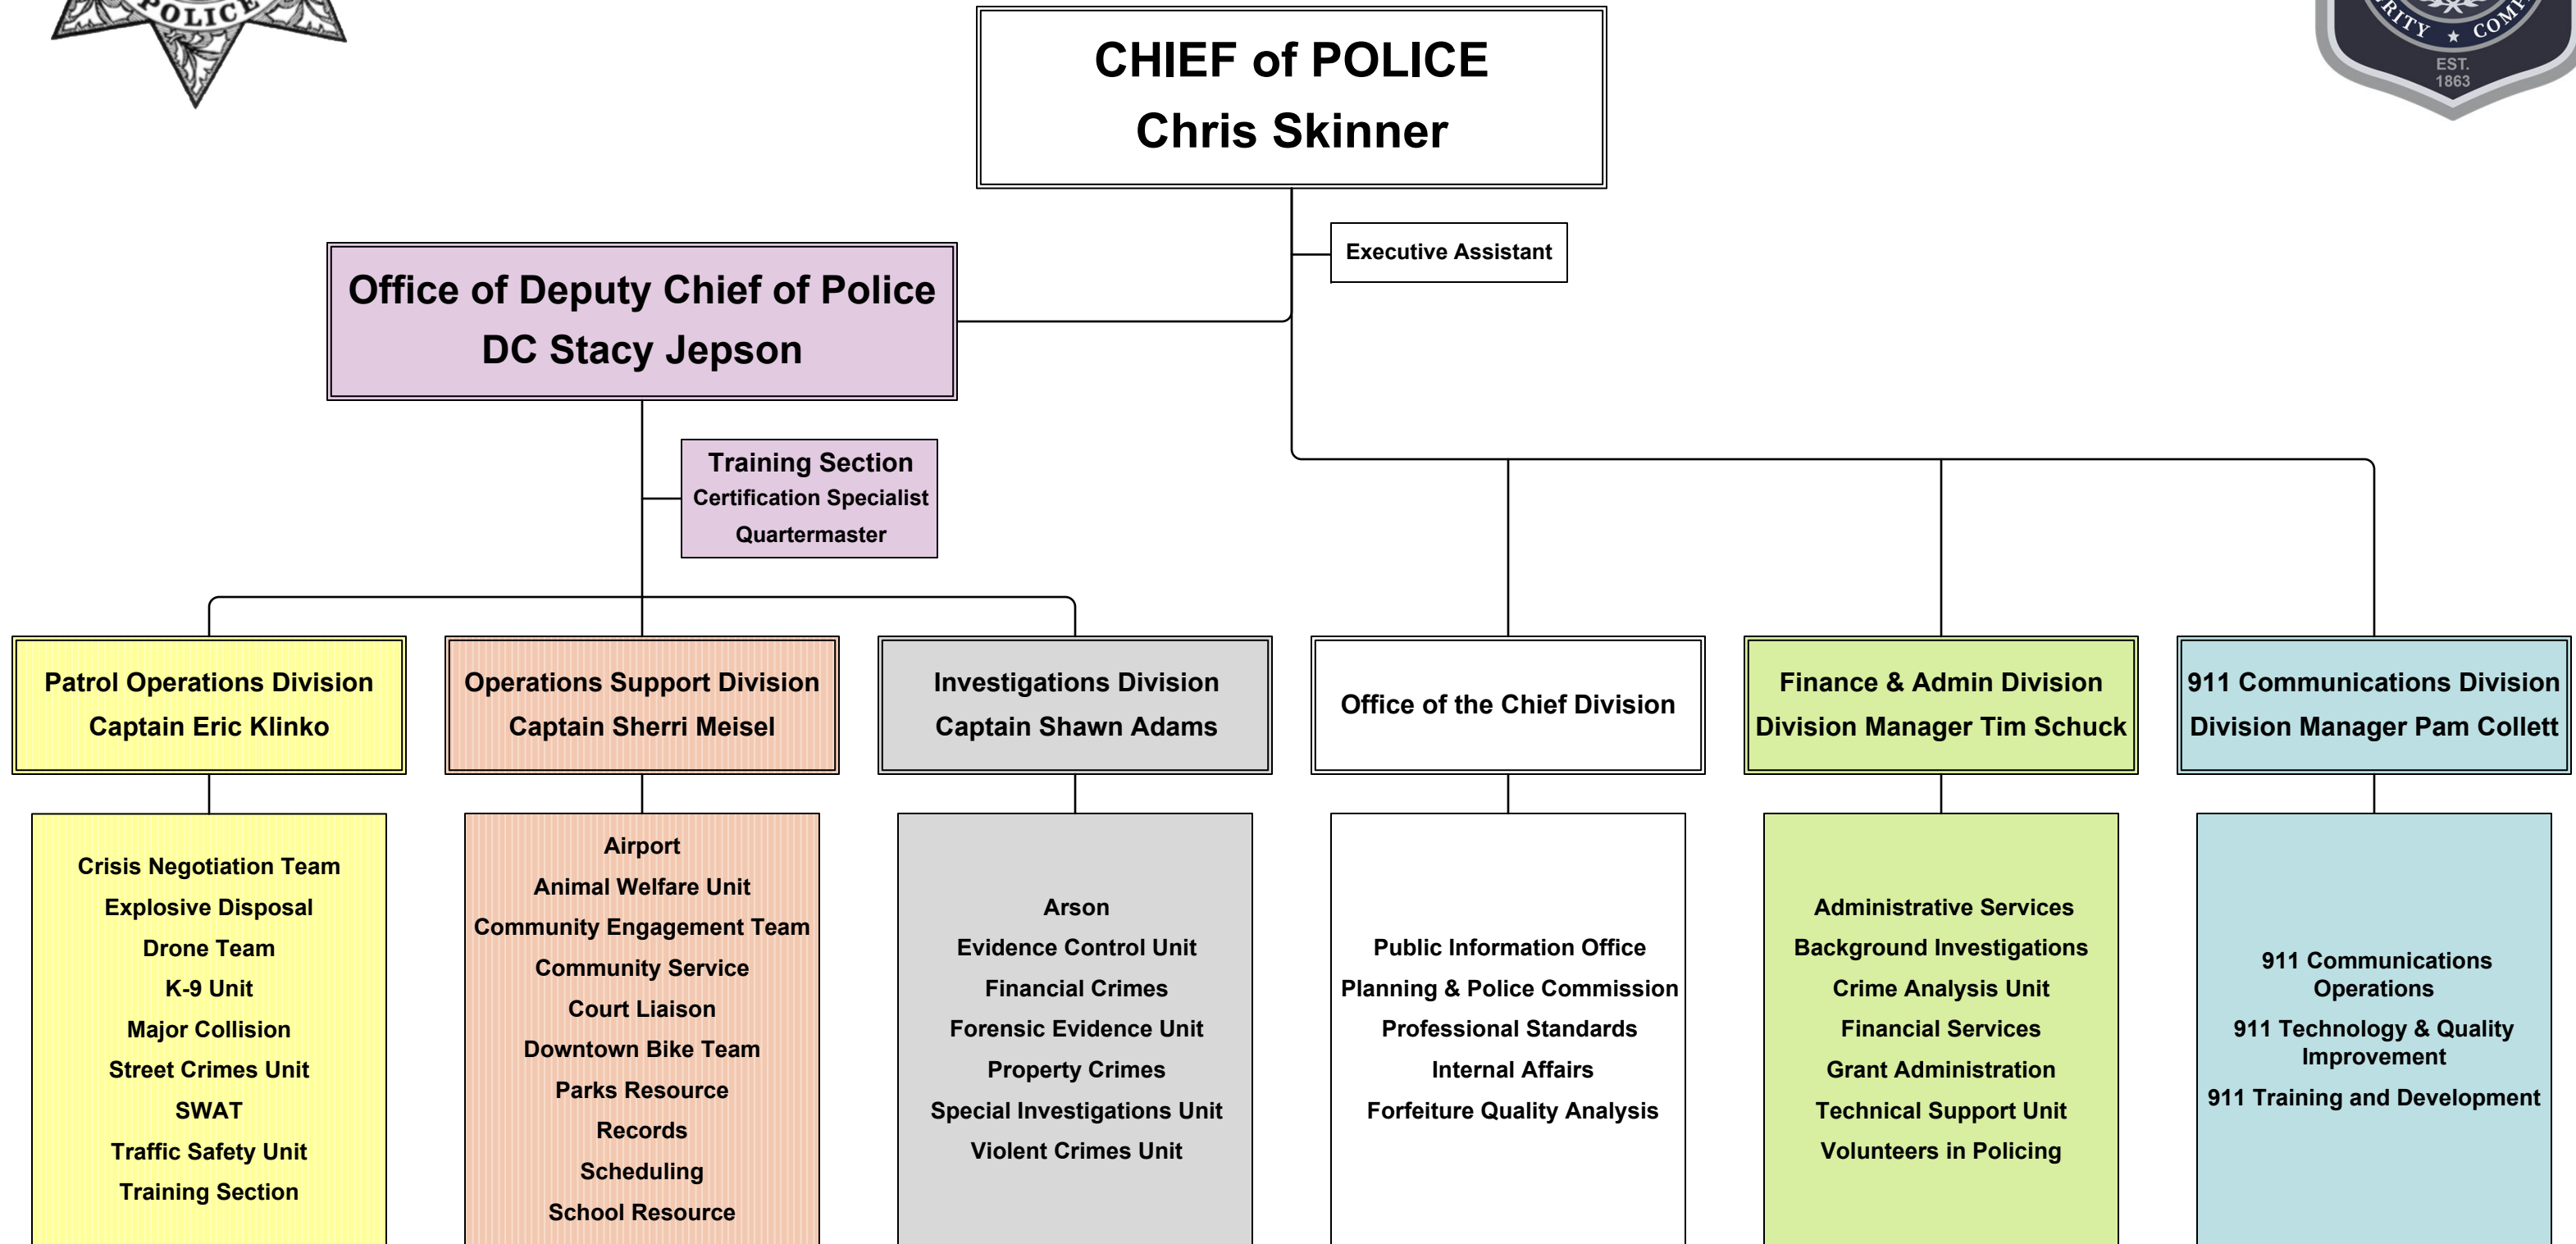 POLICE
CHIEF of POLICE
Chris Skinner
EST.
1863
Executive Assistant
Office of Deputy Chief of Police
DC Stacy Jepson
Training Section
Certification Specialist
Quartermaster
Patrol Operations Division
Captain Eric Klinko
Operations Support Division
Captain Sherri Meisel
Investigations Division
Captain Shawn Adams
Office of the Chief Division
Finance & Admin Division
Division Manager Tim Schuck
911 Communications Division
Division Manager Pam Collett
Crisis Negotiation Team
Explosive Disposal
Drone Team
K-9 Unit
Major Collision
Street Crimes Unit
SWAT
Traffic Safety Unit
Training Section
Airport
Animal Welfare Unit
Community Engagement Team
Community Service
Court Liaison
Downtown Bike Team
Parks Resource
Records
Scheduling
School Resource
Arson
Evidence Control Unit
Financial Crimes
Forensic Evidence Unit
Property Crimes
Special Investigations Unit
Violent Crimes Unit
Public Information Office
Planning & Police Commission
Professional Standards
Internal Affairs
Forfeiture Quality Analysis
Administrative Services
Background Investigations
Crime Analysis Unit
Financial Services
Grant Administration
Technical Support Unit
Volunteers in Policing
911 Communications
Operations
911 Technology & Quality
Improvement
911 Training and Development